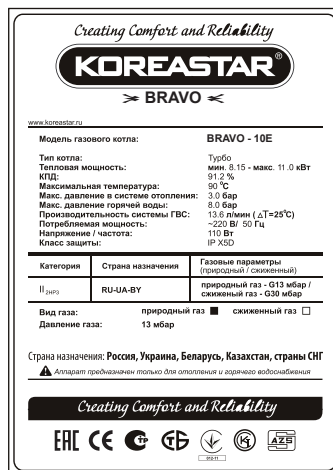 Creating Comfort and Reliability
KOREASTAR®
BRAVO
www.koreastar.ru
Модель газового котла: BRAVO - 10E
Тип котла: Турбо
Тепловая мощность: мин. 8.15 - макс. 11.0 кВт
КПД: 91.2 %
Максимальная температура: 90 °C
Макс. давление в системе отопления: 3.0 бар
Макс. давление горячей воды: 8.0 бар
Производительность системы ГВС: 13.6 л/мин ( △T=25°C)
Потребляемая мощность: ~220 В/ 50 Гц
Напряжение / частота: 110 Вт
Класс защиты: IP X5D
Категория Страна назначения Газовые параметры
(природный / сжиженный)
II 2HP3 RU-UA-BY природный газ - G13 мбар /
сжиженый газ - G30 мбар
Вид газа: природный газ ■ сжиженный газ □
Давление газа: 13 мбар
Страна назначения: Россия, Украина, Беларусь, Казахстан, страны СНГ
Аппарат предназначен только для отопления и горячего водоснабжения
Creating Comfort and Reliability
EAC CE
AZS